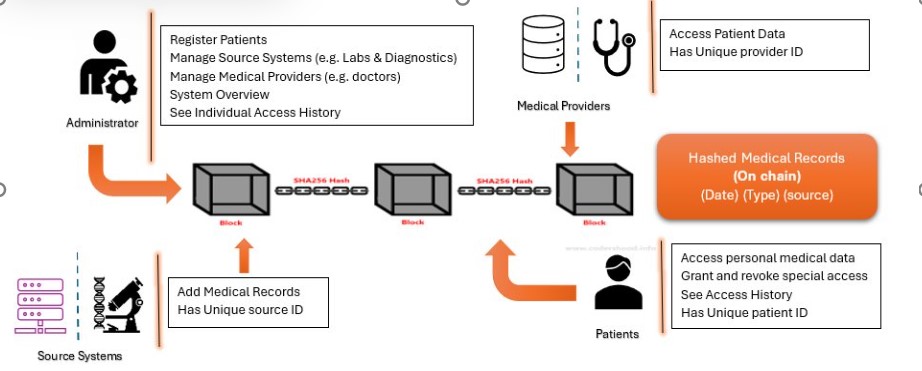 Register Patients
Manage Source Systems (e.g. Labs & Diagnostics)
Manage Medical Providers (e.g. doctors)
System Overview
See Individual Access History
Administrator
Access Patient Data
Has Unique provider ID
Medical Providers
SHA256 Hash
SHA256 Hash
Block
Block
Block
Hashed Medical Records
(On chain)
(Date) (Type) (source)
Add Medical Records
Has Unique source ID
Source Systems
Access personal medical data
Grant and revoke special access
See Access History
Has Unique patient ID
Patients